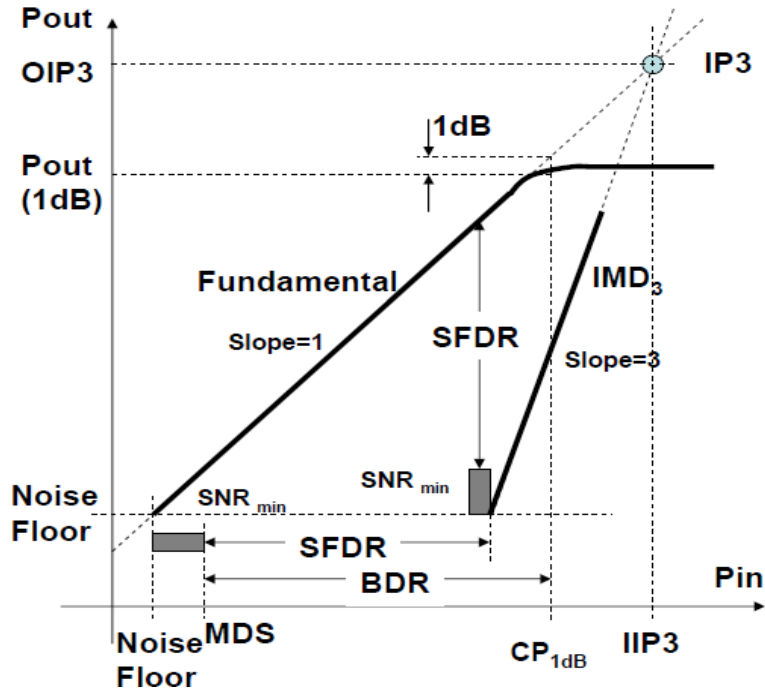 Pout
OIP3
IP3
1dB
Pout
(1dB)
Fundamental
IMD3
SFDR
Slope=1
Slope=3
SNR min
SNR min
Noise
Floor
SFDR
BDR
Pin
Noise
Floor
MDS
CP1dB
IIP3